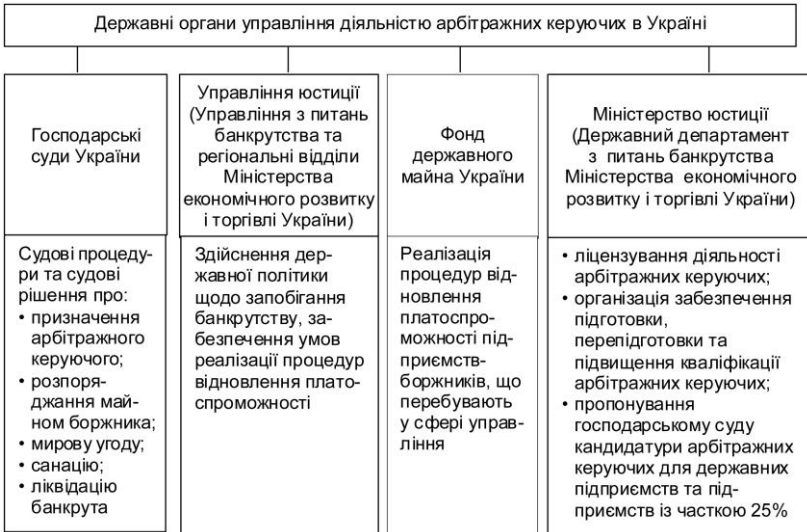 Державні органи управління діяльністю арбітражних керуючих в Україні
Господарські
суди України
Управління юстиції
(Управління з питань
банкрутства та
регіональні відділи
Міністерства
економічного розвитку
і торгівлі України)
Фонд
державного
майна України
Міністерство юстиції
(Державний департамент
з питань банкрутства
Міністерства економічного
розвитку і торгівлі України)
Судові процеду-
ри та судові
рішення про:
• призначення
арбітражного
керуючого;
• розпоря-
джання май-
ном боржника;
• мирову угоду;
• санацію;
• ліквідацію
банкрута
Здійснення дер-
жавної політики
щодо запобігання
банкрутству, за-
безпечення умов
реалізації процедур
відновлення плато-
спроможності
Реалізація
процедур від-
новлення
платоспро-
можності під-
приємств-
боржників, що
перебувають
у сфері управ-
ління
• ліцензування діяльності
арбітражних керуючих;
• організація забезпечення
підготовки,
перепідготовки та
підвищення кваліфікації
арбітражних керуючих;
• пропонування
господарському суду
кандидатури арбітражних
керуючих для державних
підприємств та під-
приємств із часткою 25%